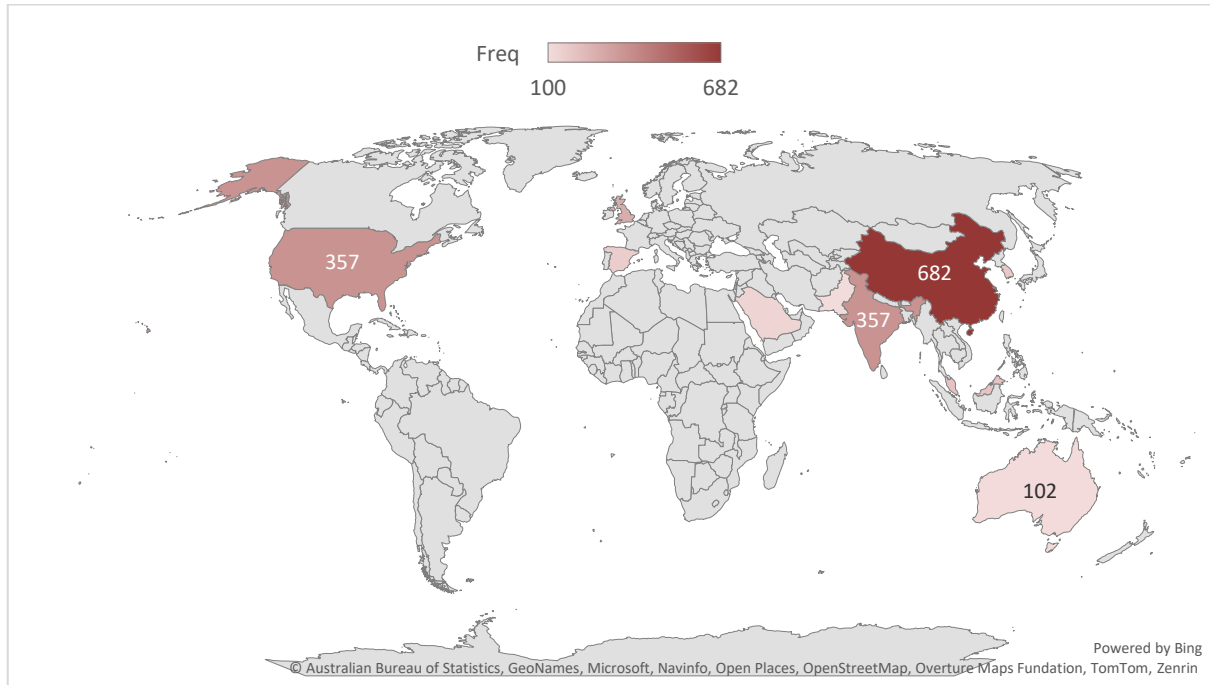 Freq
100 682
357
682
357
102
Powered by Bing
© Australian Bureau of Statistics, GeoNames, Microsoft, Navinfo, Open Places, OpenStreetMap, Overture Maps Fundation, TomTom, Zenrin